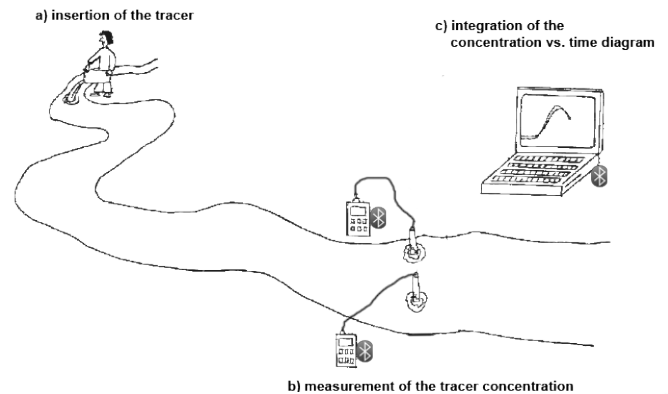 a) insertion of the tracer
c) integration of the
concentration vs. time diagram
b) measurement of the tracer concentration